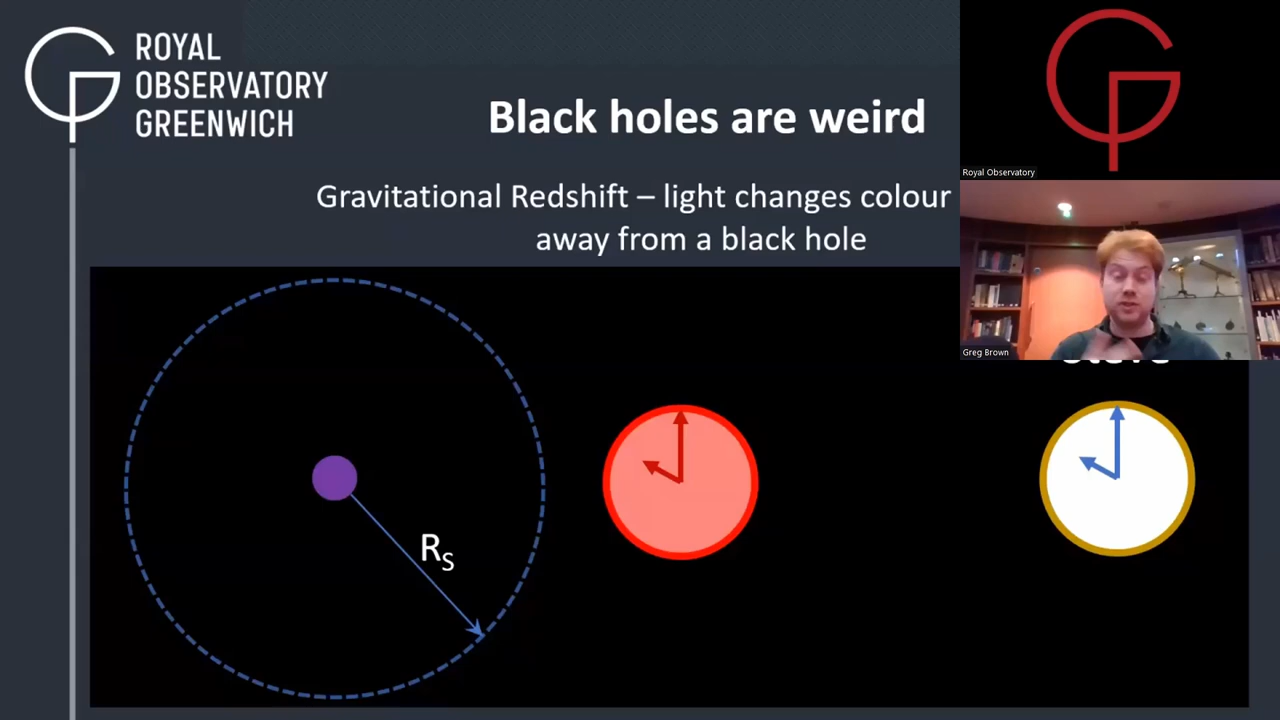 ROYAL
OBSERVATORY
GREENWICH
Black holes are weird
Gravitational Redshift – light changes colour
away from a black hole
R_S
Royal Observatory
Greg Brown